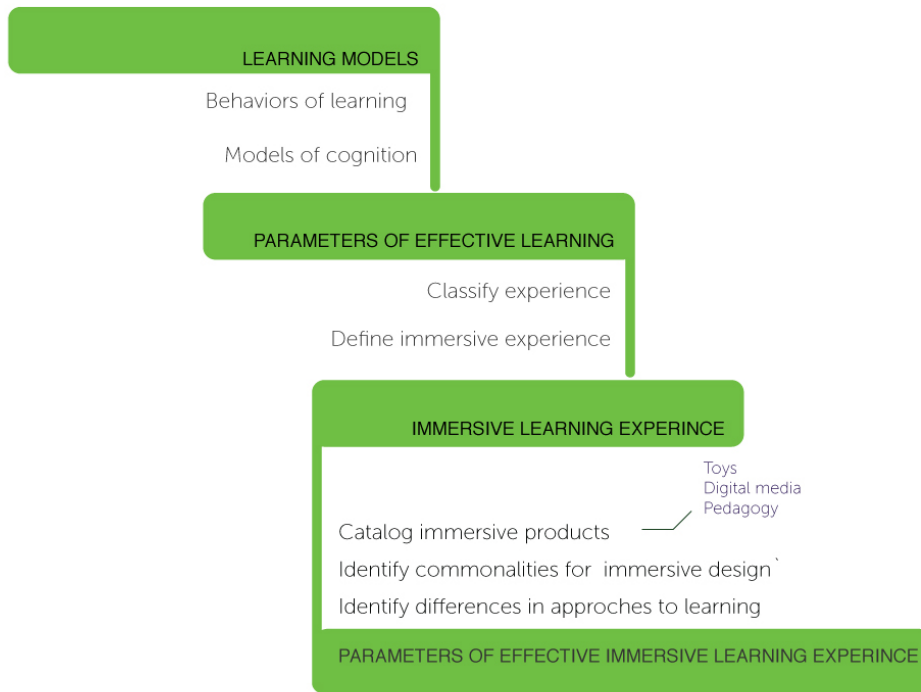 LEARNING MODELS
Behaviors of learning
Models of cognition
PARAMETERS OF EFFECTIVE LEARNING
Classify experience
Define immersive experience
IMMERSIVE LEARNING EXPERINCE
Toys
Digital media
Pedagogy
Catalog immersive products
Identify commonalities for immersive design`
Identify differences in approches to learning
PARAMETERS OF EFFECTIVE IMMERSIVE LEARNING EXPERINCE